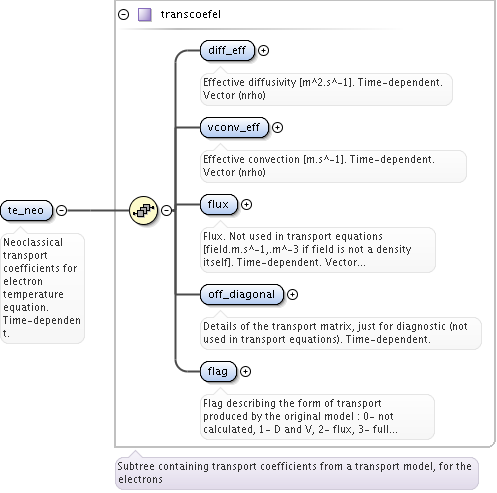 transcoefel
diff_eff
Effective diffusivity [m^2.s^-1]. Time-dependent.
Vector (nrho)
vconv_eff
Effective convection [m.s^-1]. Time-dependent.
Vector (nrho)
te_neo
Neoclassical
transport
coefficients for
electron
temperature
equation.
Time-dependen
t.
flux
Flux. Not used in transport equations
[field.m.s^-1, m^-3 if field is not a density
itself]. Time-dependent. Vector...
off_diagonal
Details of the transport matrix, just for diagnostic (not
used in transport equations). Time-dependent.
flag
Flag describing the form of transport
produced by the original model : 0- not
calculated, 1- D and V, 2- flux, 3- full...
Subtree containing transport coefficients from a transport model, for the
electrons